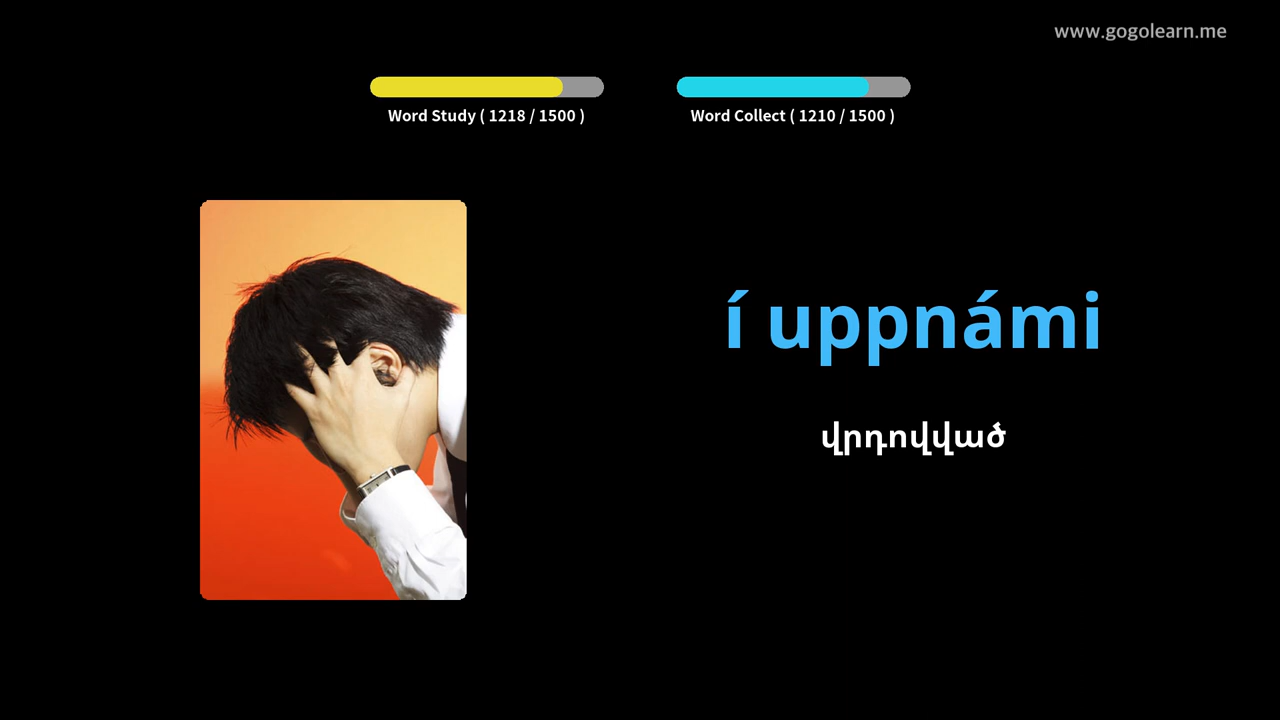 www.gogolearn.me
Word Study ( 1218 / 1500 )
Word Collect ( 1210 / 1500 )
í uppnámi
վրդովված